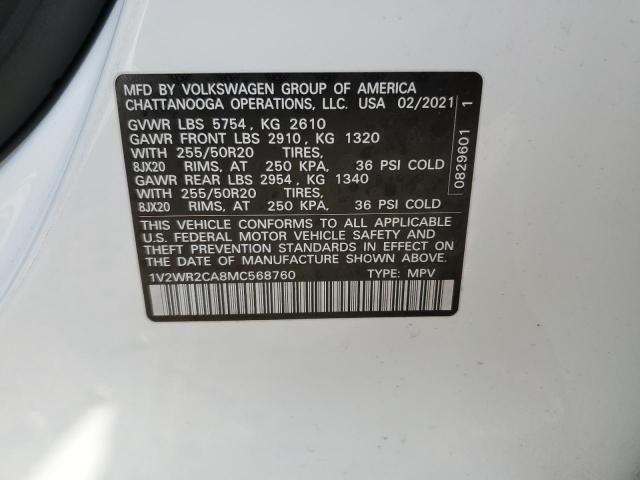 MFD BY VOLKSWAGEN GROUP OF AMERICA
CHATTANOOGA OPERATIONS, LLC. USA 02/2021
GVWR LBS 5754, KG 2610
GAWR FRONT LBS 2910, KG 1320
WITH 255/50R20 TIRES,
8JX20 RIMS, AT 250 KPA, 36 PSI COLD
GAWR REAR LBS 2954, KG 1340
WITH 255/50R20 TIRES,
8JX20 RIMS, AT 250 KPA, 36 PSI COLD
THIS VEHICLE CONFORMS TO ALL APPLICABLE
U.S. FEDERAL MOTOR VEHICLE SAFETY AND
THEFT PREVENTION STANDARDS IN EFFECT ON
THE DATE OF MANUFACTURE SHOWN ABOVE.
1V2WR2CA8MC568760 TYPE: MPV
0829601 1